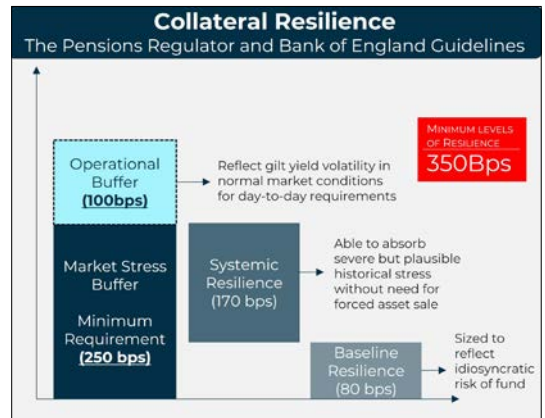 Collateral Resilience
The Pensions Regulator and Bank of England Guidelines
MINIMUM LEVELS
OF RESILIENCE
350Bps
Operational
Buffer
(100bps)
Reflect gilt yield volatility in
normal market conditions
for day-to-day requirements
Market Stress
Buffer
Minimum
Requirement
(250 bps)
Systemic
Resilience
(170 bps)
Able to absorb
severe but plausible
historical stress
without need for
forced asset sale
Baseline
Resilience
(80 bps)
Sized to
reflect
idiosyncratic
risk of fund